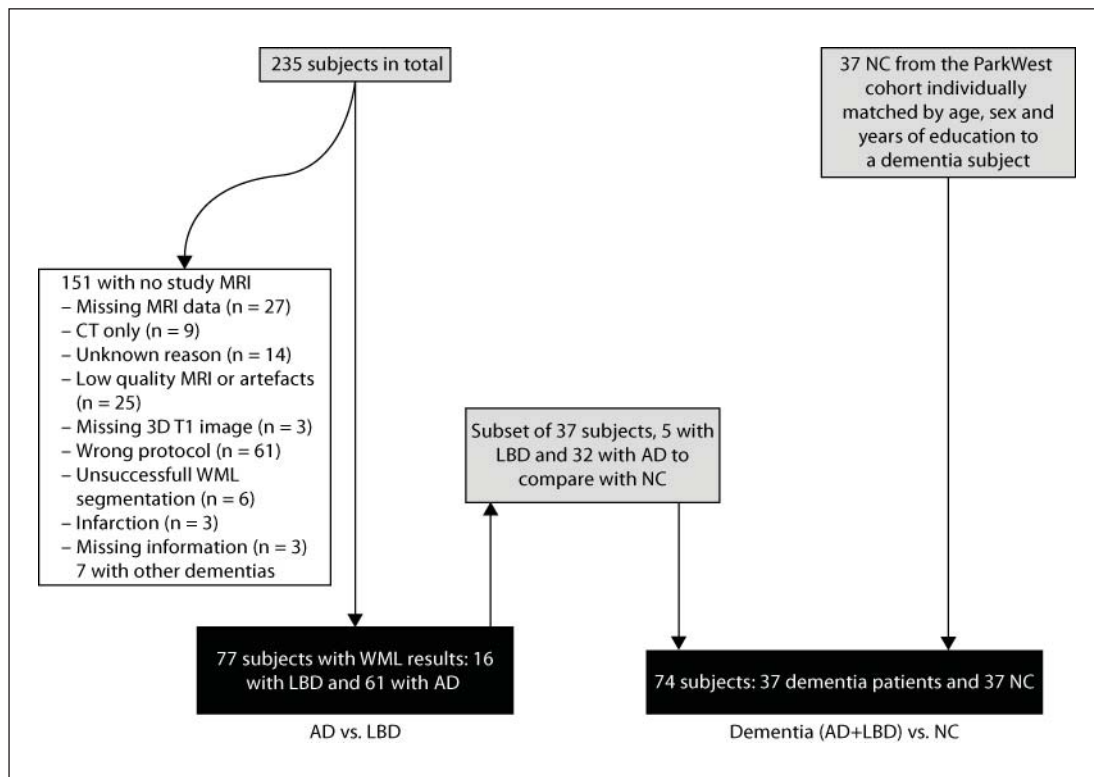 235 subjects in total
37 NC from the ParkWest
cohort individually
matched by age, sex and
years of education to
a dementia subject
151 with no study MRI
– Missing MRI data (n = 27)
– CT only (n = 9)
– Unknown reason (n = 14)
– Low quality MRI or artefacts
(n = 25)
– Missing 3D T1 image (n = 3)
– Wrong protocol (n = 61)
– Unsuccessfull WML
segmentation (n = 6)
– Infarction (n = 3)
– Missing information (n = 3)
7 with other dementias
Subset of 37 subjects, 5 with
LBD and 32 with AD to
compare with NC
77 subjects with WML results: 16
with LBD and 61 with AD
AD vs. LBD
74 subjects: 37 dementia patients and 37 NC
Dementia (AD+LBD) vs. NC